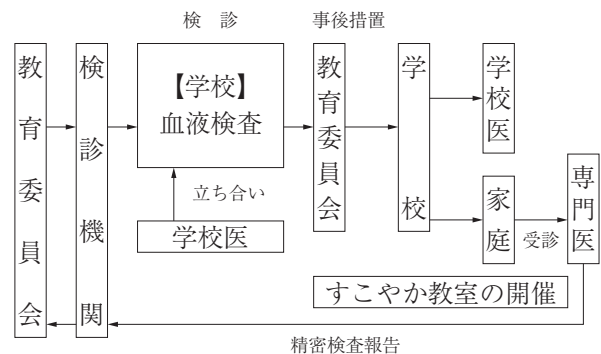 検　診
事後措置
教育委員会
検診機関
【学校】
血液検査
立ち合い
学校医
教育委員会
学校
学校医
家庭
受診
専門医
すこやか教室の開催
精密検査報告